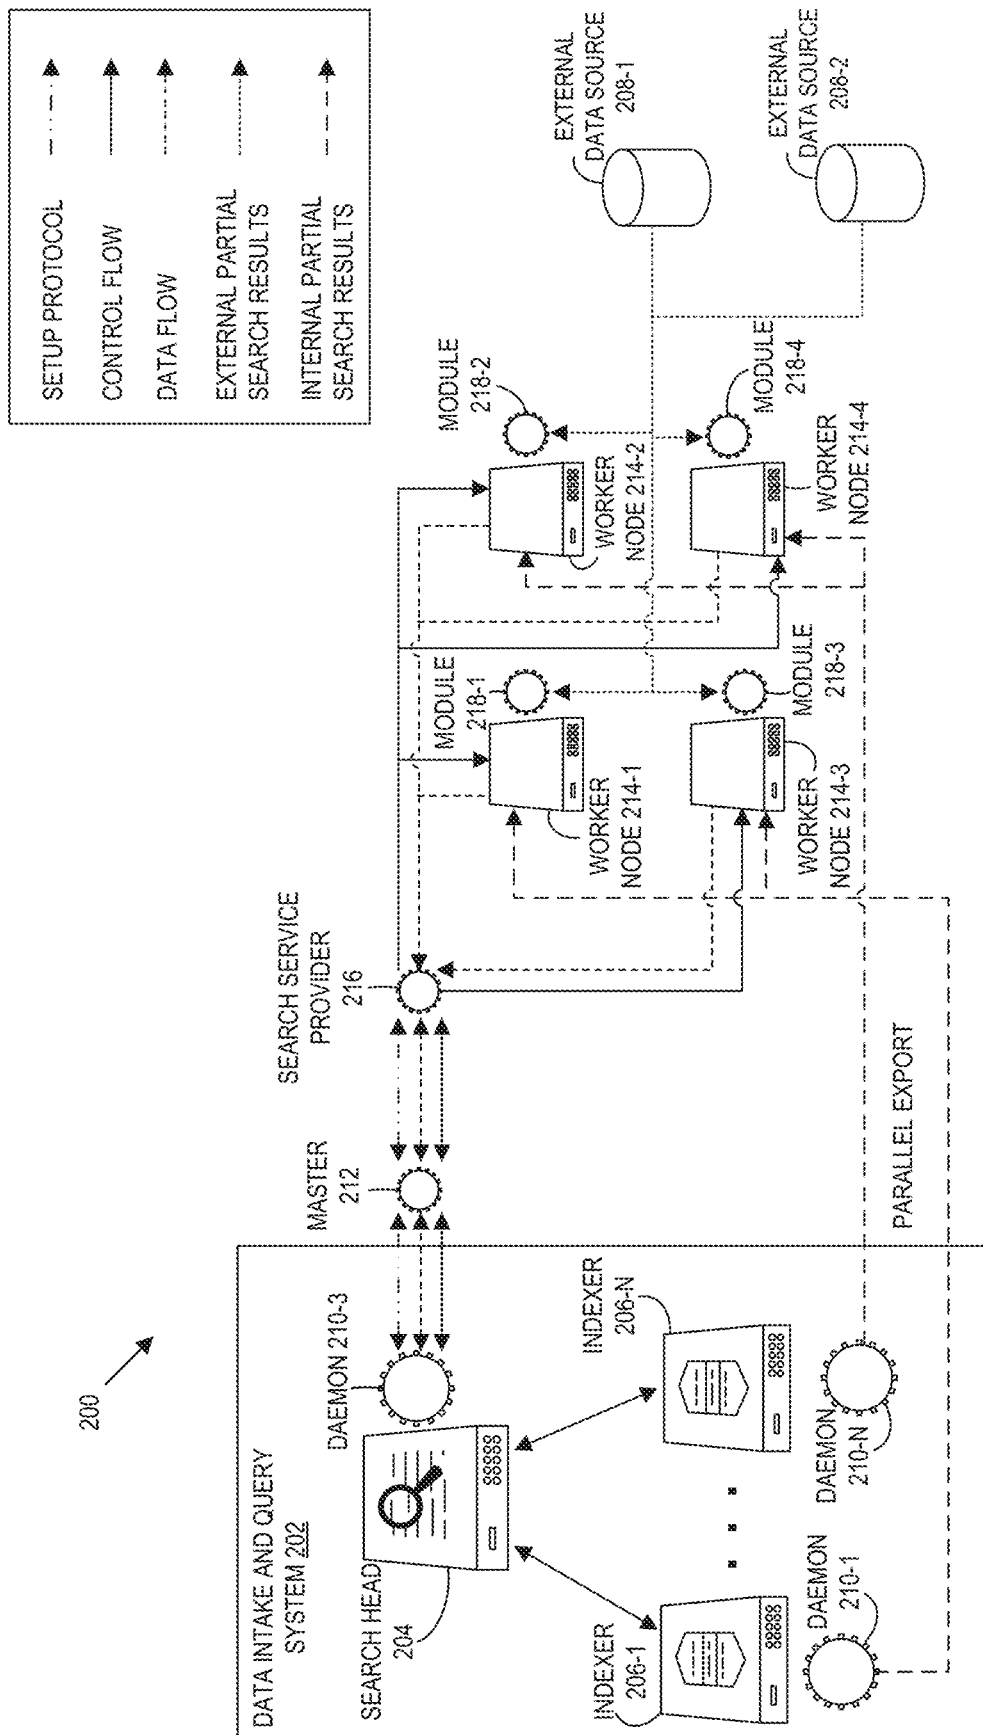 200
DATA INTAKE AND QUERY
SYSTEM 202
SEARCH HEAD
204
DAEMON 210-3
INDEXER
206-1
INDEXER
206-N
DAEMON
210-1
DAEMON
210-N
MASTER
212
SEARCH SERVICE
PROVIDER
216
PARALLEL EXPORT
WORKER
NODE 214-1
MODULE
218-1
WORKER
NODE 214-3
MODULE
218-3
WORKER
NODE 214-2
MODULE
218-2
WORKER
NODE 214-4
MODULE
218-4
EXTERNAL
DATA SOURCE
208-1
EXTERNAL
DATA SOURCE
208-2
SETUP PROTOCOL
CONTROL FLOW
DATA FLOW
EXTERNAL PARTIAL
SEARCH RESULTS
INTERNAL PARTIAL
SEARCH RESULTS